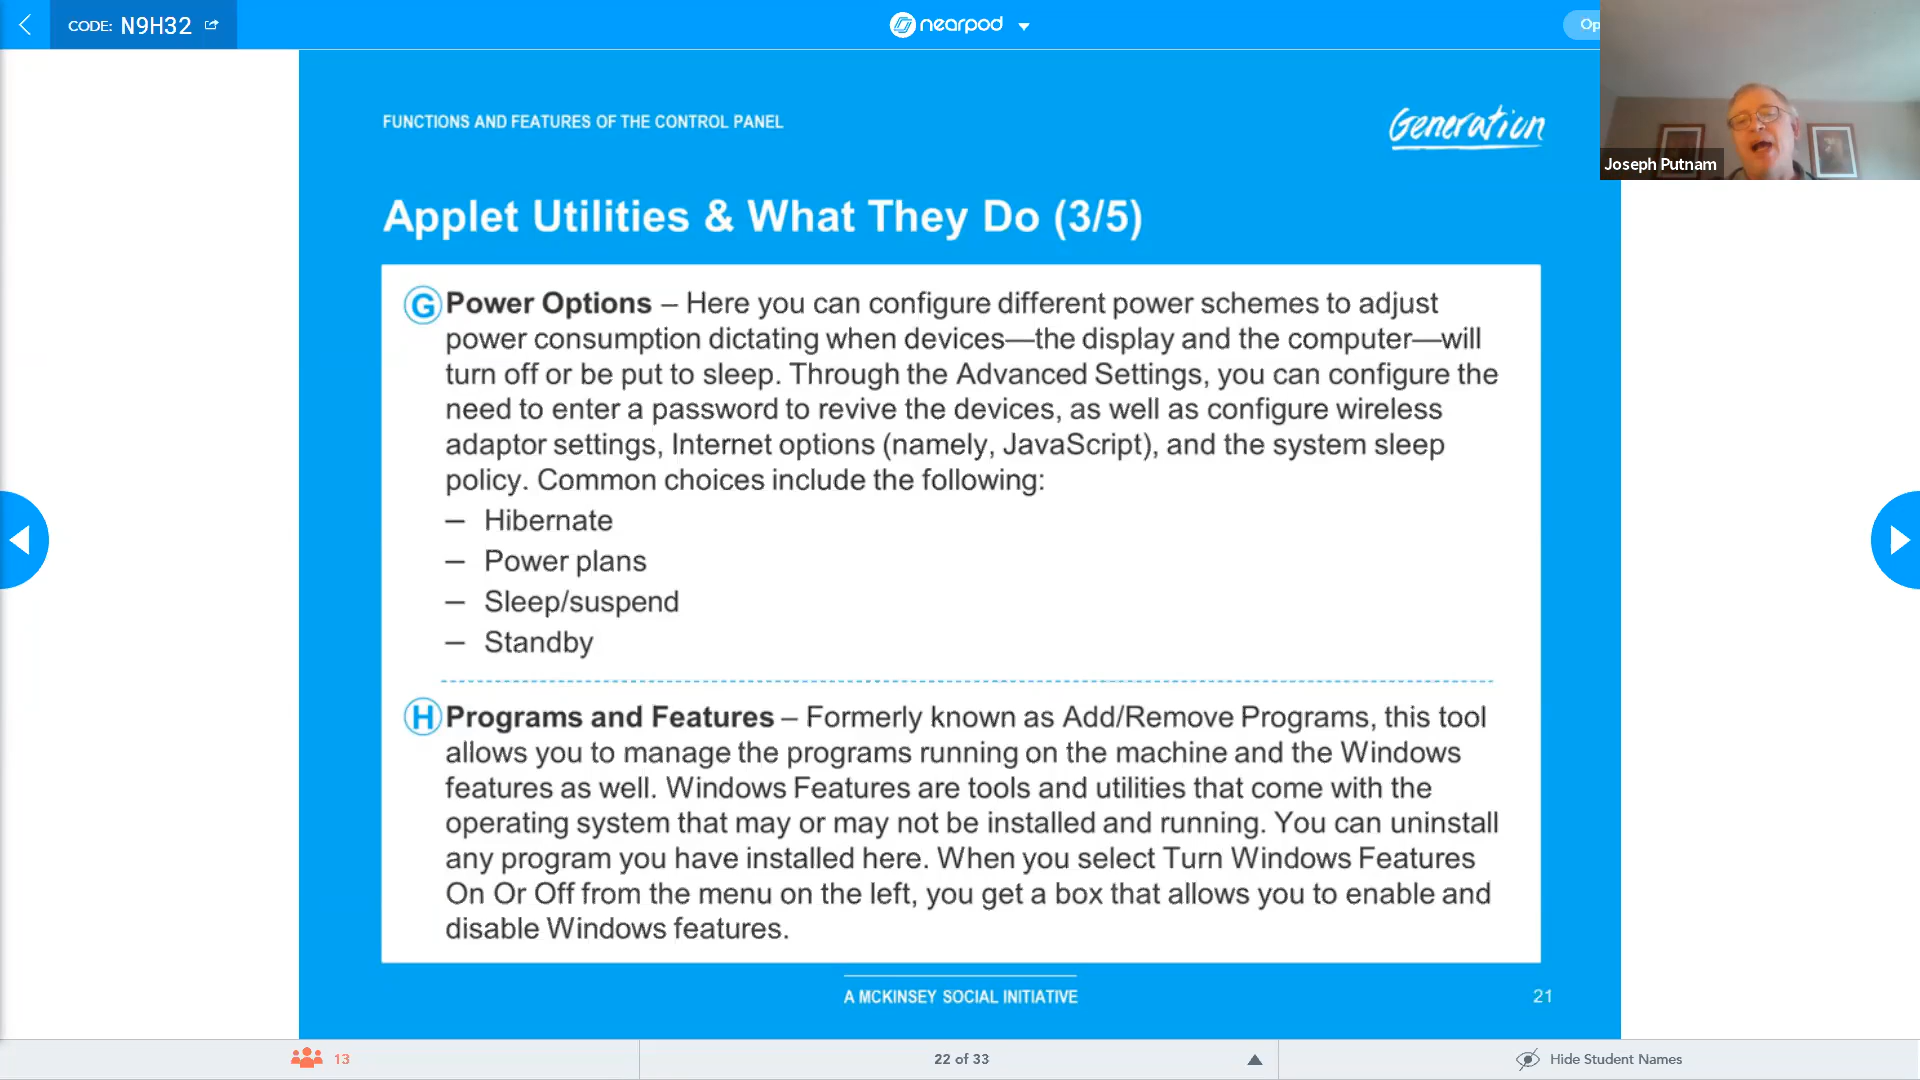 CODE: N9H32
nearpod
Op
Joseph Putnam
FUNCTIONS AND FEATURES OF THE CONTROL PANEL
Generation
Applet Utilities & What They Do (3/5)
G Power Options – Here you can configure different power schemes to adjust
power consumption dictating when devices—the display and the computer—will
turn off or be put to sleep. Through the Advanced Settings, you can configure the
need to enter a password to revive the devices, as well as configure wireless
adaptor settings, Internet options (namely, JavaScript), and the system sleep
policy. Common choices include the following:
– Hibernate
– Power plans
– Sleep/suspend
– Standby
H Programs and Features – Formerly known as Add/Remove Programs, this tool
allows you to manage the programs running on the machine and the Windows
features as well. Windows Features are tools and utilities that come with the
operating system that may or may not be installed and running. You can uninstall
any program you have installed here. When you select Turn Windows Features
On Or Off from the menu on the left, you get a box that allows you to enable and
disable Windows features.
A MCKINSEY SOCIAL INITIATIVE
21
13
22 of 33
Hide Student Names